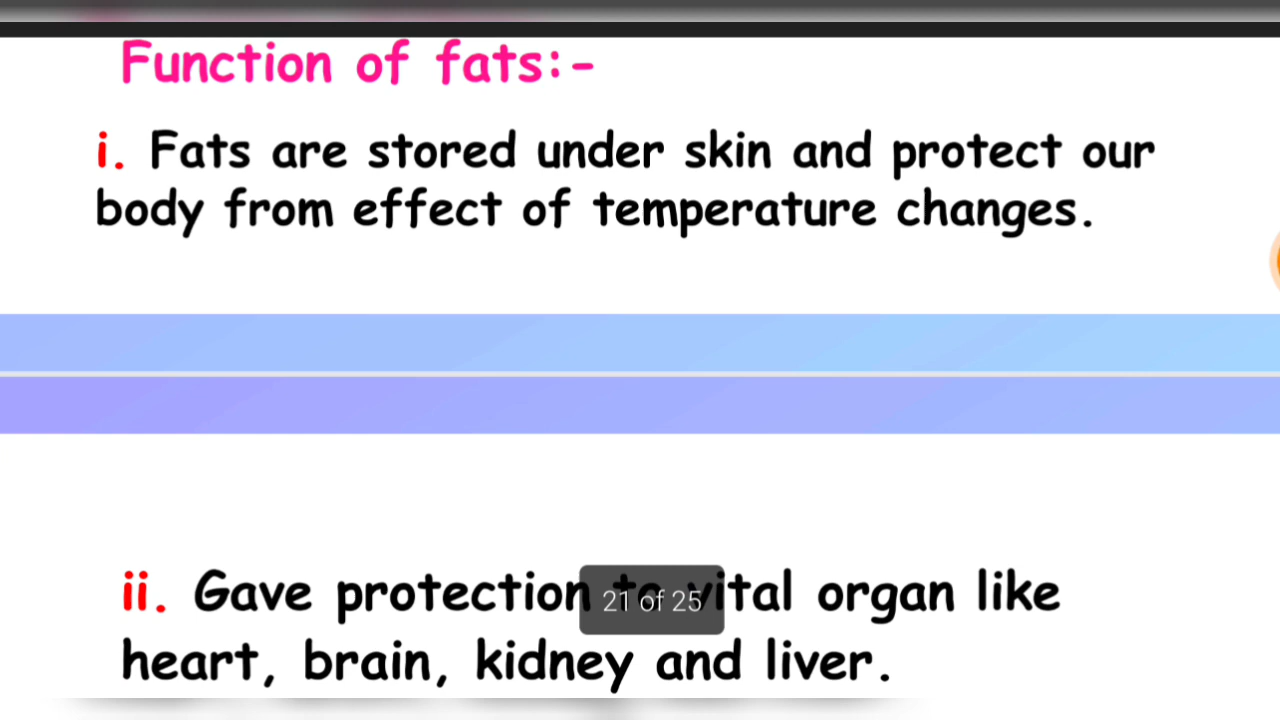 Function of fats:-
i. Fats are stored under skin and protect our
body from effect of temperature changes.
ii. Gave protection to vital organ like
21 of 25
heart, brain, kidney and liver.